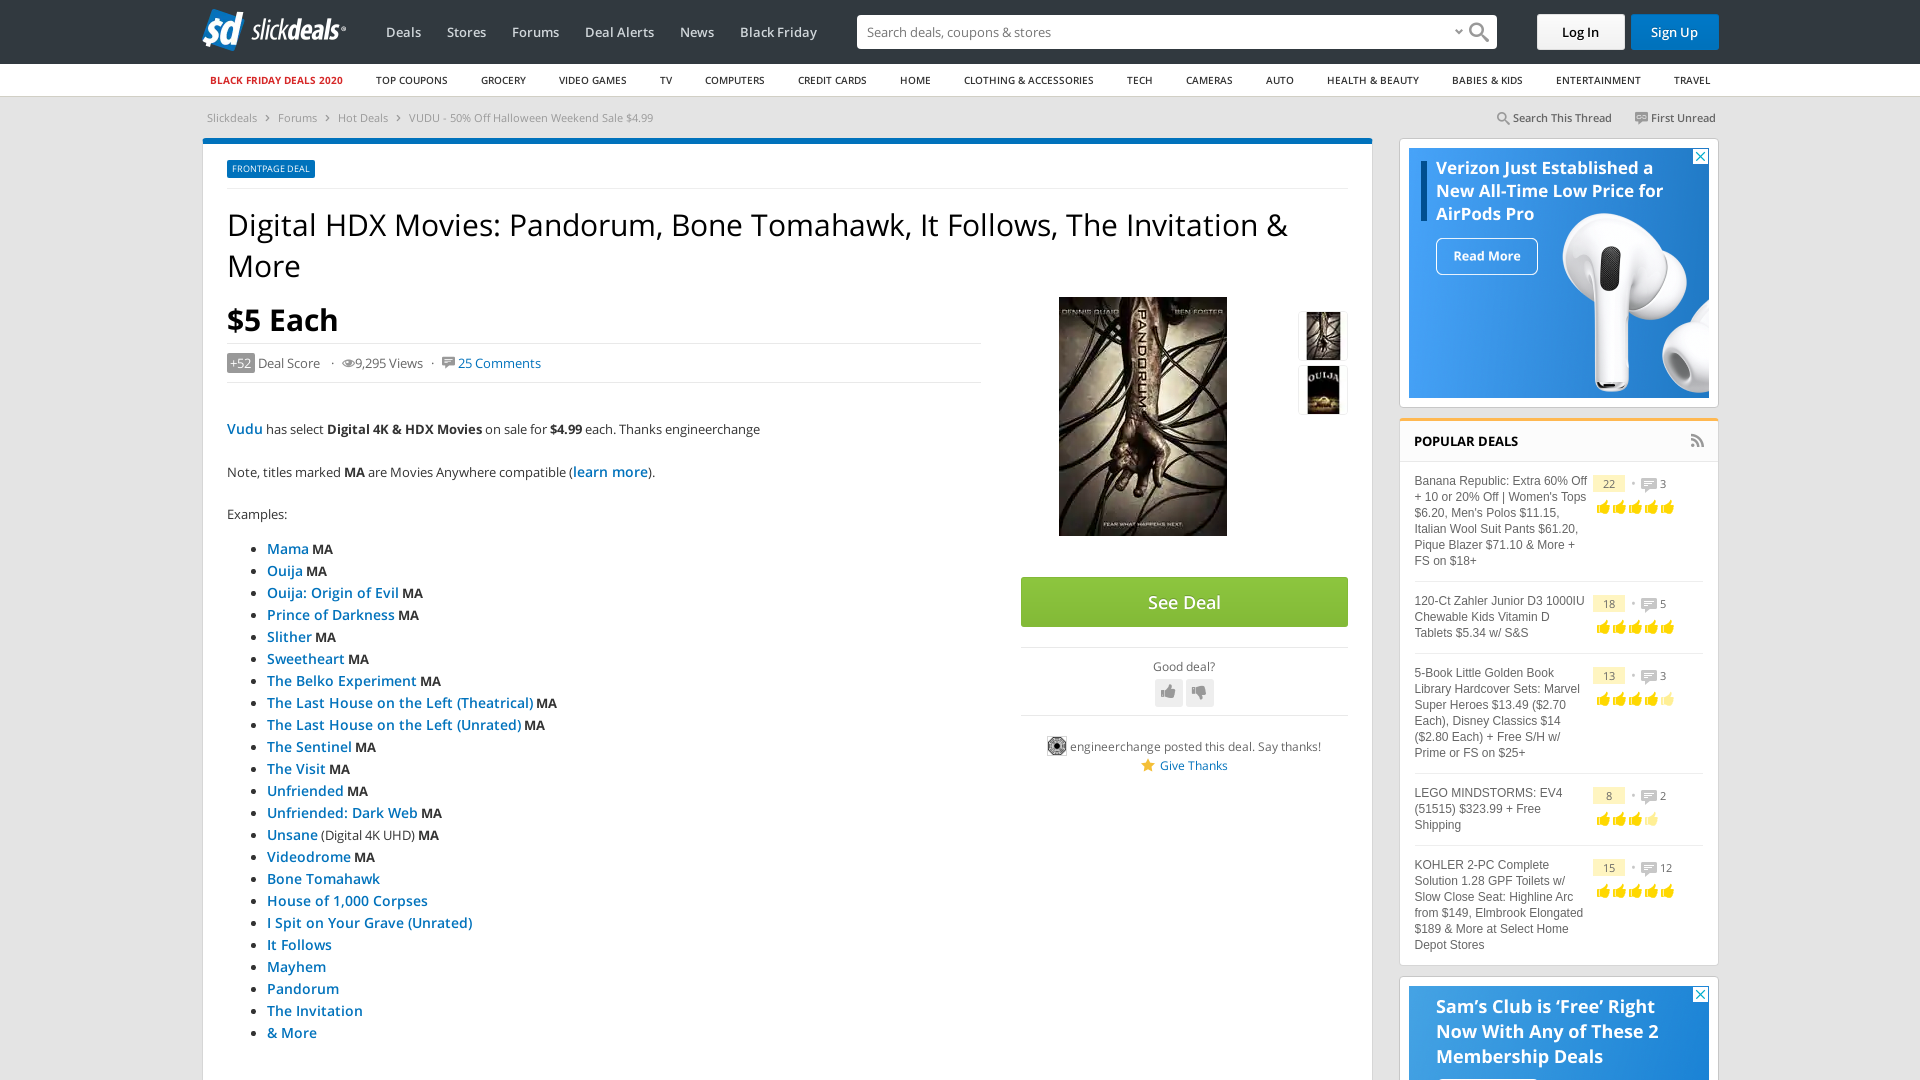 slickdeals
Deals
Stores
Forums
Deal Alerts
News
Black Friday
Search deals, coupons & stores
Log In
Sign Up
BLACK FRIDAY DEALS 2020
TOP COUPONS
GROCERY
VIDEO GAMES
TV
COMPUTERS
CREDIT CARDS
HOME
CLOTHING & ACCESSORIES
TECH
CAMERAS
AUTO
HEALTH & BEAUTY
BABIES & KIDS
ENTERTAINMENT
TRAVEL
Slickdeals > Forums > Hot Deals > VUDU - 50% Off Halloween Weekend Sale $4.99
Search This Thread
First Unread
FRONTPAGE DEAL
Digital HDX Movies: Pandorum, Bone Tomahawk, It Follows, The Invitation &
More
$5 Each
+52 Deal Score · 9,295 Views · 25 Comments
Vudu has select Digital 4K & HDX Movies on sale for $4.99 each. Thanks engineerchange
Note, titles marked MA are Movies Anywhere compatible (learn more).
Examples:
• Mama MA
• Ouija MA
• Ouija: Origin of Evil MA
• Prince of Darkness MA
• Slither MA
• Sweetheart MA
• The Belko Experiment MA
• The Last House on the Left (Theatrical) MA
• The Last House on the Left (Unrated) MA
• The Sentinel MA
• The Visit MA
• Unfriended MA
• Unfriended: Dark Web MA
• Unsane (Digital 4K UHD) MA
• Videodrome MA
• Bone Tomahawk
• House of 1,000 Corpses
• I Spit on Your Grave (Unrated)
• It Follows
• Mayhem
• Pandorum
• The Invitation
• & More
DENNIS QUAID
BEN FOSTER
PANDORUM
FEAR WHAT HAPPENS NEXT.
OUIJA
See Deal
Good deal?
engineerchange posted this deal. Say thanks!
Give Thanks
Verizon Just Established a
New All-Time Low Price for
AirPods Pro
Read More
POPULAR DEALS
Banana Republic: Extra 60% Off
+ 10 or 20% Off | Women's Tops
$6.20, Men's Polos $11.15,
Italian Wool Suit Pants $61.20,
Pique Blazer $71.10 & More +
FS on $18+
22 • 3
120-Ct Zahler Junior D3 1000IU
Chewable Kids Vitamin D
Tablets $5.34 w/ S&S
18 • 5
5-Book Little Golden Book
Library Hardcover Sets: Marvel
Super Heroes $13.49 ($2.70
Each), Disney Classics $14
($2.80 Each) + Free S/H w/
Prime or FS on $25+
13 • 3
LEGO MINDSTORMS: EV4
(51515) $323.99 + Free
Shipping
8 • 2
KOHLER 2-PC Complete
Solution 1.28 GPF Toilets w/
Slow Close Seat: Highline Arc
from $149, Elmbrook Elongated
$189 & More at Select Home
Depot Stores
15 • 12
Sam's Club is 'Free' Right
Now With Any of These 2
Membership Deals